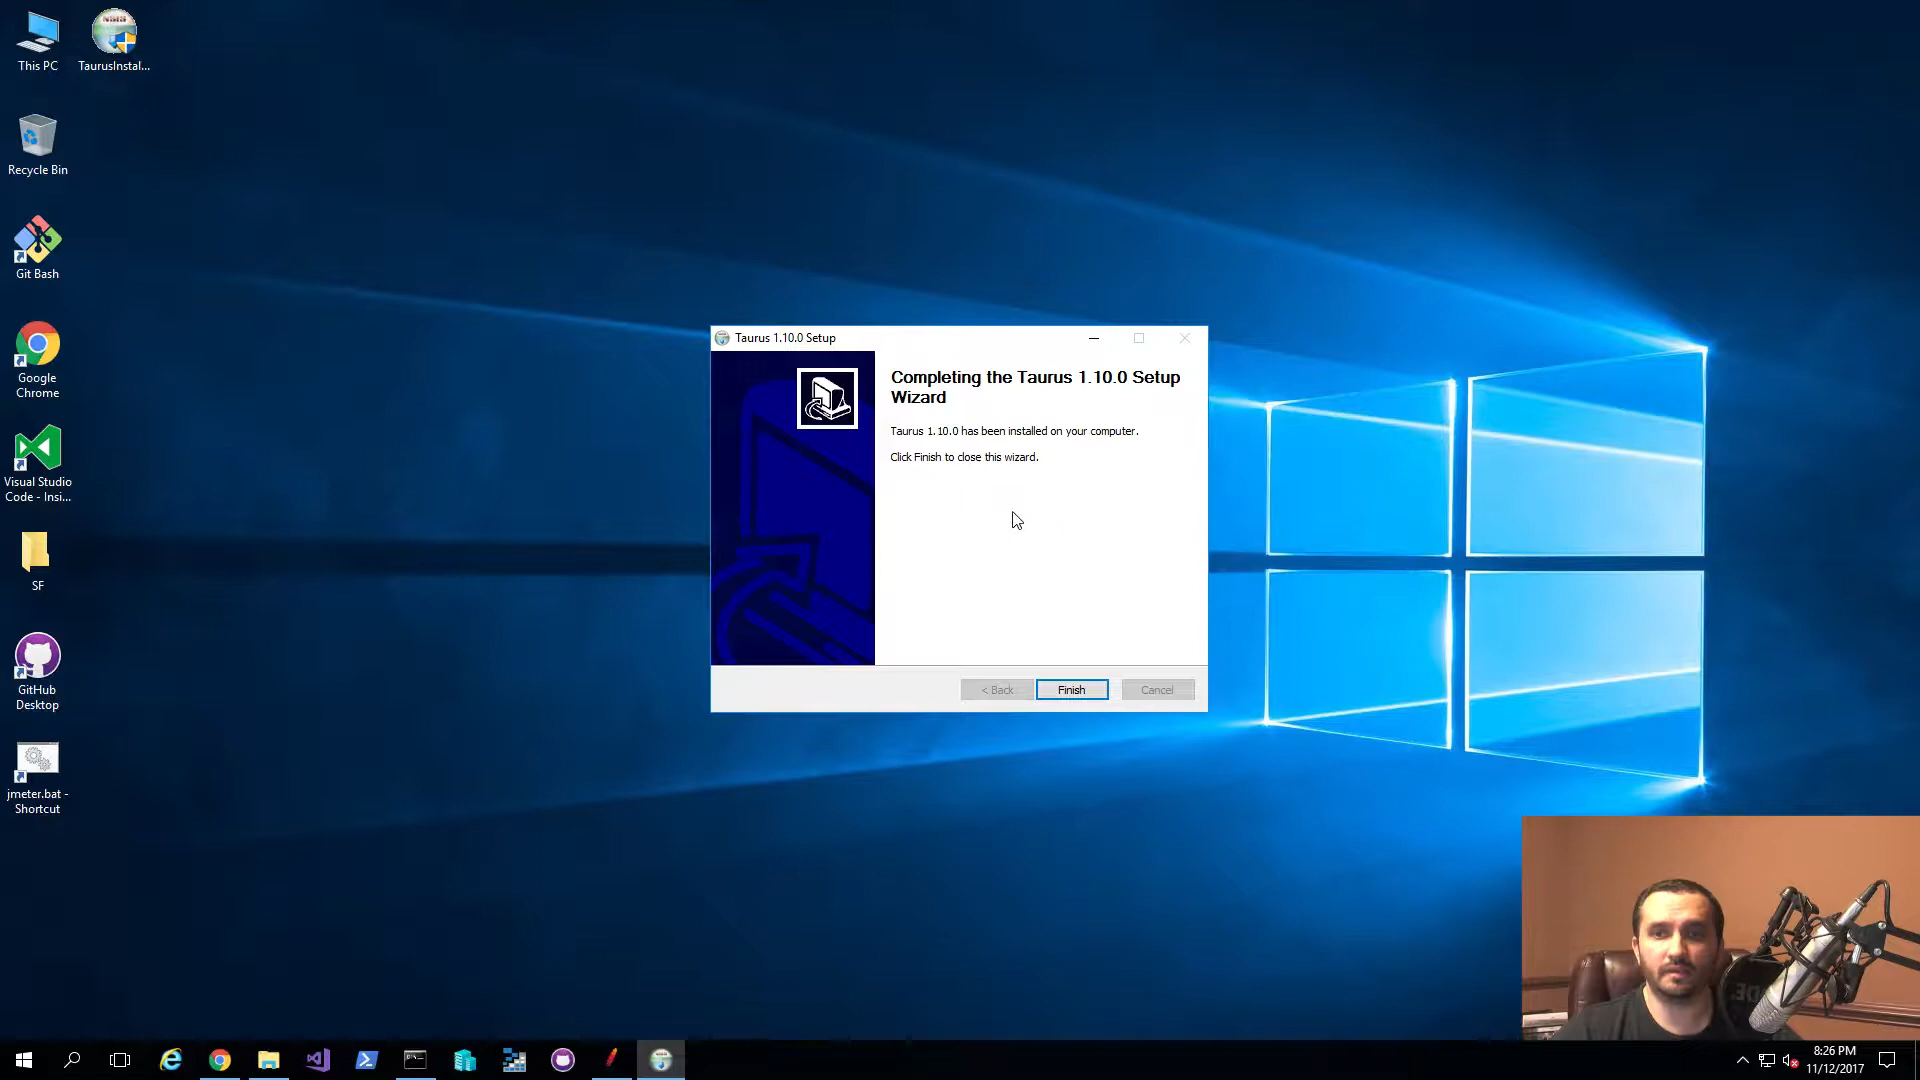 This PC
TaurusInstal...
Recycle Bin
Git Bash
Google
Chrome
Visual Studio
Code - Insi...
SF
GitHub
Desktop
jmeter.bat -
Shortcut
Taurus 1.10.0 Setup
Completing the Taurus 1.10.0 Setup
Wizard
Taurus 1.10.0 has been installed on your computer.
Click Finish to close this wizard.
< Back
Finish
Cancel
8:26 PM
11/12/2017